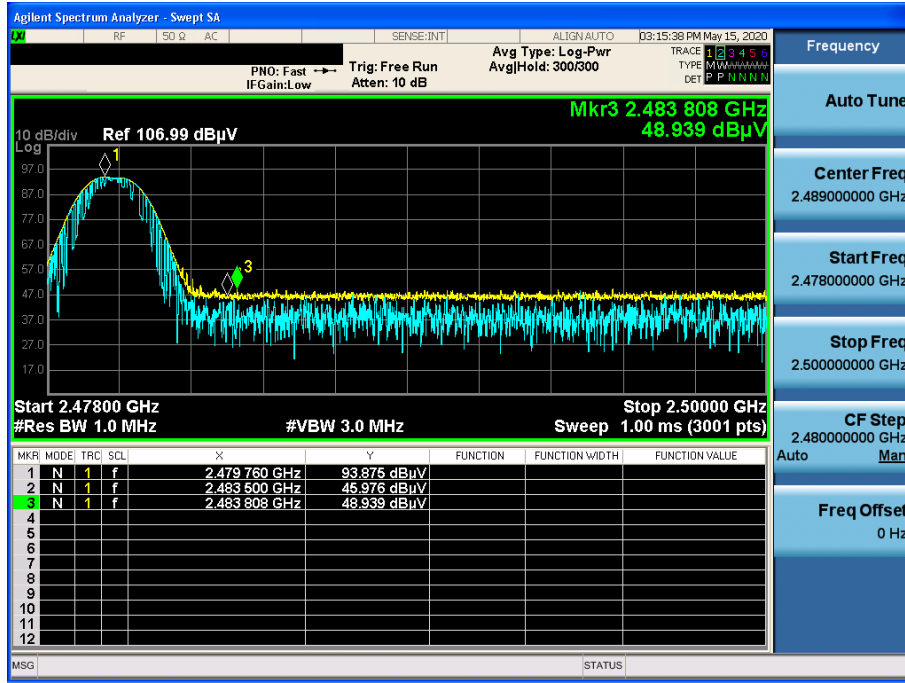 Agilent Spectrum Analyzer - Swept SA
LXI RF 50 Ω AC SENSE:INT ALIGN AUTO 03:15:38 PM May 15, 2020
PNO: Fast Trig: Free Run Avg Type: Log-Pwr TRACE 1 2 3 4 5 6
IFGain:Low Atten: 10 dB Avg|Hold: 300/300 TYPE M W W W W W
DET P P N N N N
Frequency
Mkr3 2.483 808 GHz
48.939 dBµV
10 dB/div Ref 106.99 dBµV
Log
97.0
87.0
77.0
67.0
57.0
47.0
37.0
27.0
17.0
1
3
Start 2.47800 GHz Stop 2.50000 GHz
#Res BW 1.0 MHz #VBW 3.0 MHz Sweep 1.00 ms (3001 pts)
MKR MODE TRC SCL X Y FUNCTION FUNCTION WIDTH FUNCTION VALUE
1 N 1 f 2.479 760 GHz 93.875 dBµV
2 N 1 f 2.483 500 GHz 45.976 dBµV
3 N 1 f 2.483 808 GHz 48.939 dBµV
4
5
6
7
8
9
10
11
12
MSG STATUS
Auto Tune
Center Freq
2.489000000 GHz
Start Freq
2.478000000 GHz
Stop Freq
2.500000000 GHz
CF Step
2.480000000 GHz
Auto Man
Freq Offset
0 Hz